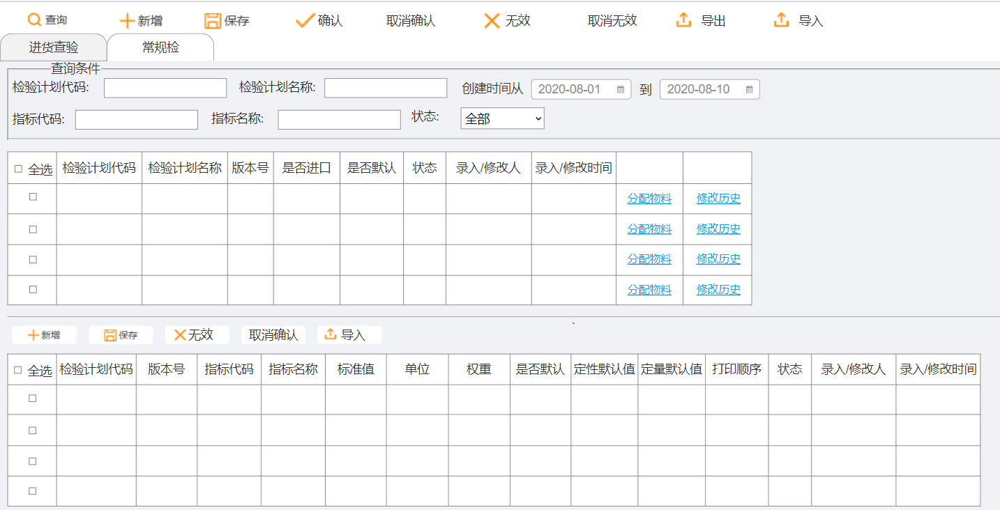 查询 新增 保存 确认 取消确认 无效 取消无效 导出 导入
进货查验 常规检
查询条件
检验计划代码: 检验计划名称: 创建时间从 2020-08-01 到 2020-08-10
指标代码: 指标名称: 状态: 全部
全选 检验计划代码 检验计划名称 版本号 是否进口 是否默认 状态 录入/修改人 录入/修改时间
分配物料 修改历史
分配物料 修改历史
分配物料 修改历史
分配物料 修改历史
新增 保存 无效 取消确认 导入
全选 检验计划代码 版本号 指标代码 指标名称 标准值 单位 权重 是否默认 定性默认值 定量默认值 打印顺序 状态 录入/修改人 录入/修改时间